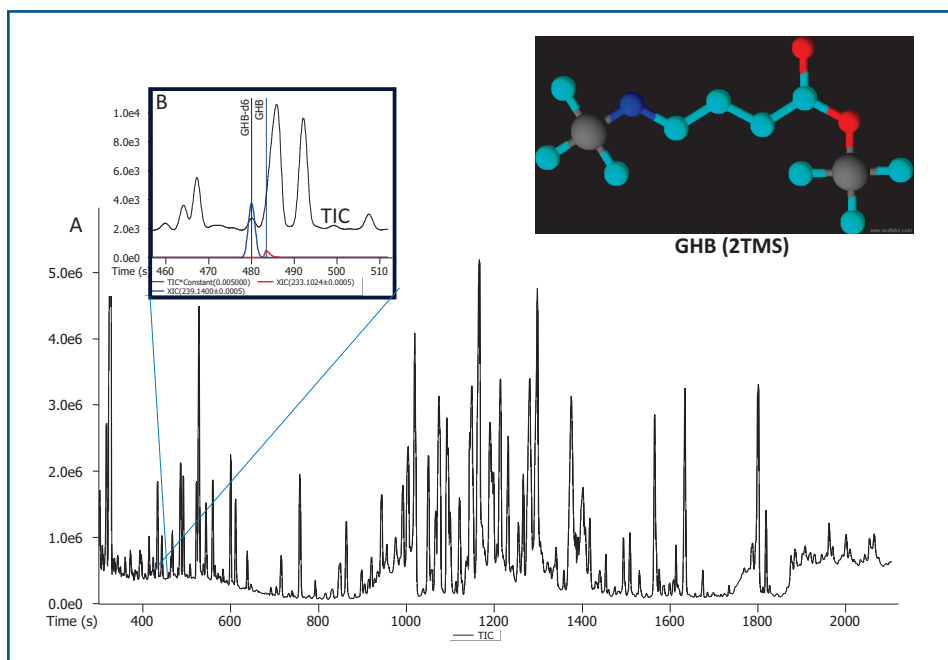 B
GHB-d6
GHB
1.0e4
8.0e3
6.0e3
4.0e3
2.0e3
0.0e0
TIC
Time (s)
460 470 480 490 500 510
TIC*Constant(0.005000) XIC(233.1024±0.0005)
XIC(239.1400±0.0005)
www.acdlabs.com
GHB (2TMS)
A
5.0e6
4.0e6
3.0e6
2.0e6
1.0e6
0.0e0
Time (s)
400 600 800 1000 1200 1400 1600 1800 2000
TIC